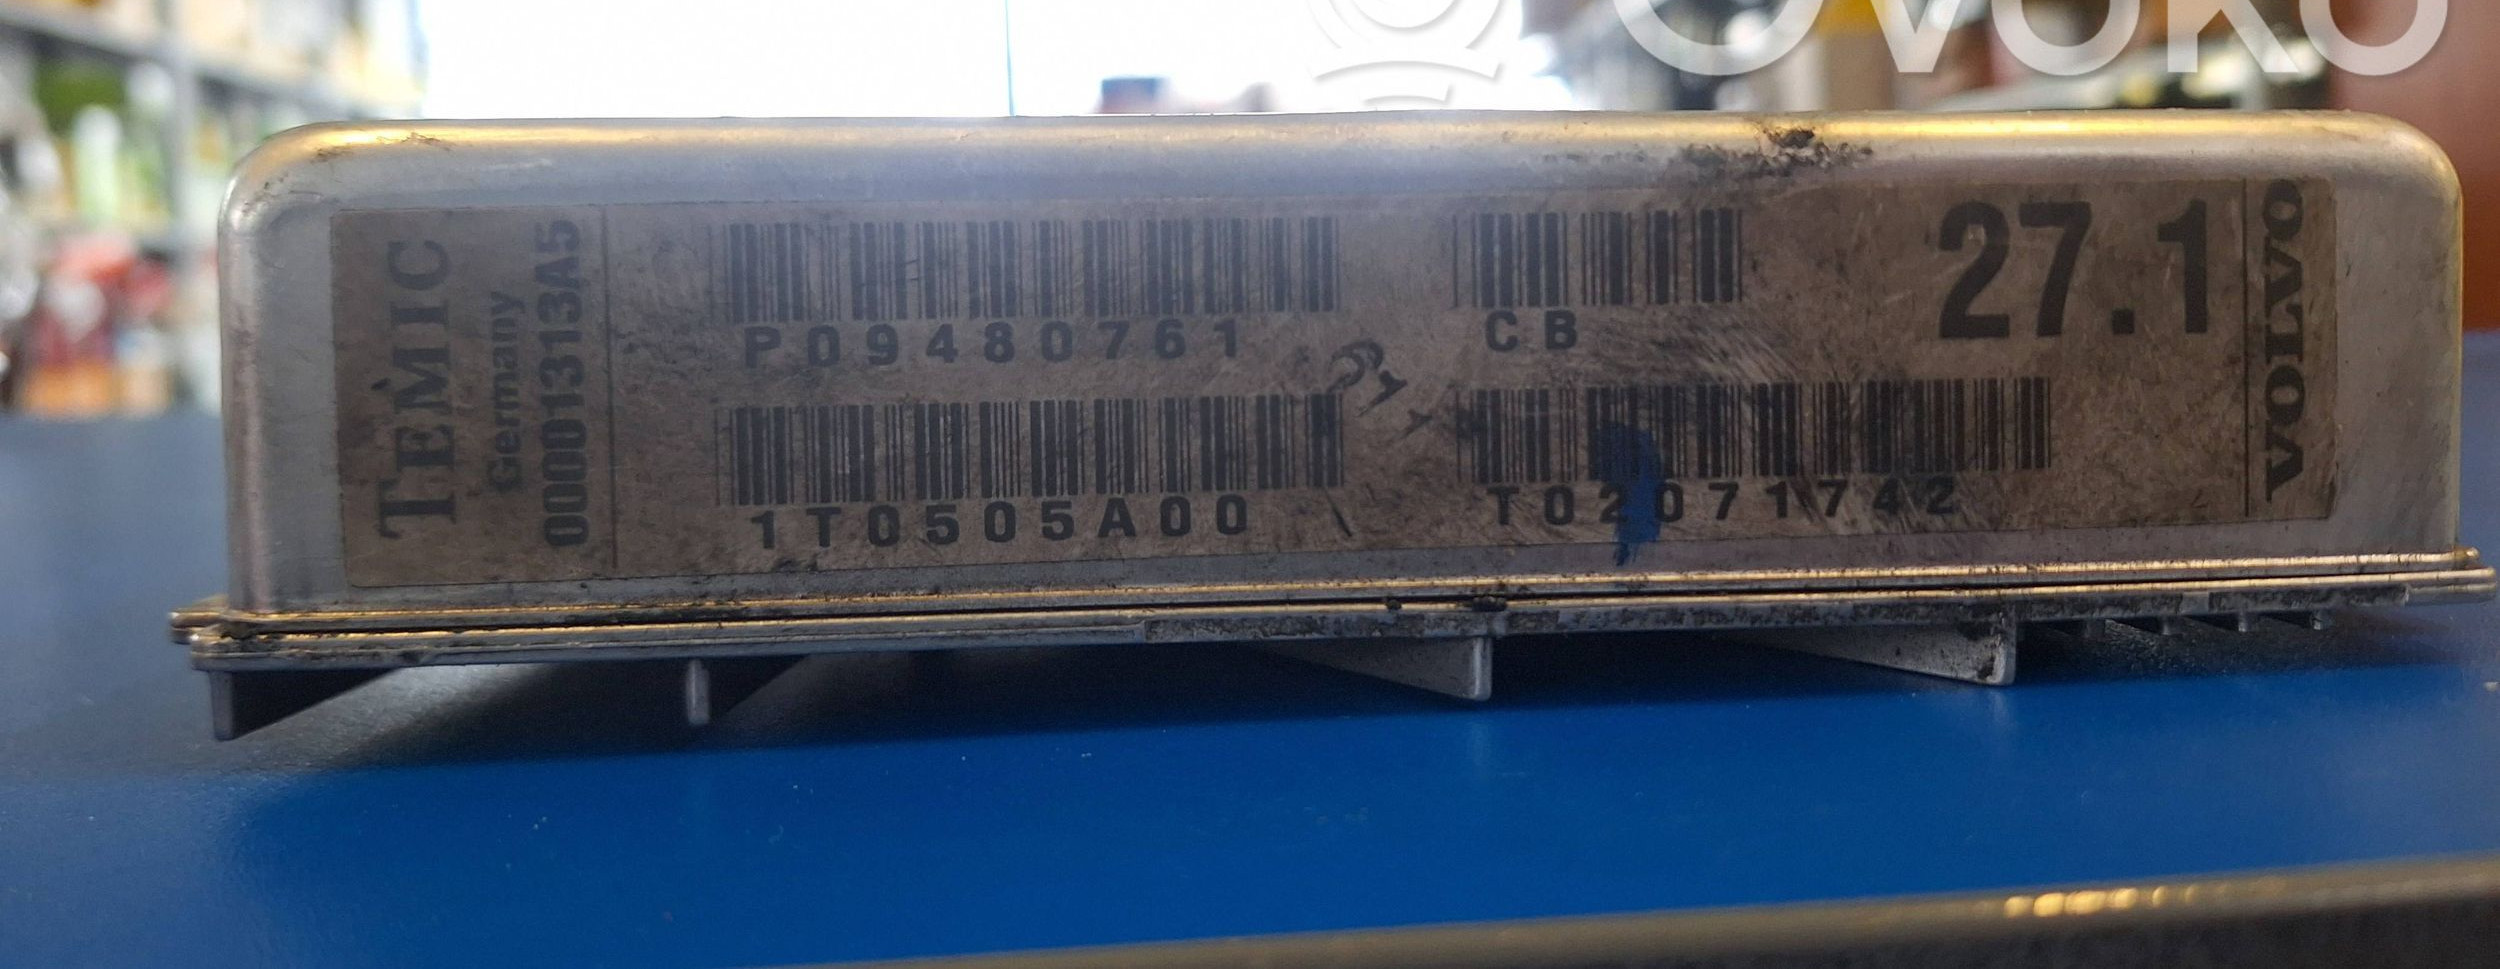 OVOKO
TEMIC
Germany
00001313A5
P09480761
CB
27.1
VOLVO
1T0505A00
T02071742